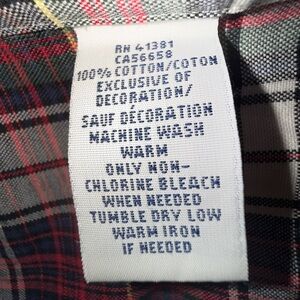 RN 41381
CA56658
100% COTTON/COTON
EXCLUSIVE OF
DECORATION/
SAUF DÉCORATION
MACHINE WASH
WARM
ONLY NON-
CHLORINE BLEACH
WHEN NEEDED
TUMBLE DRY LOW
WARM IRON
IF NEEDED